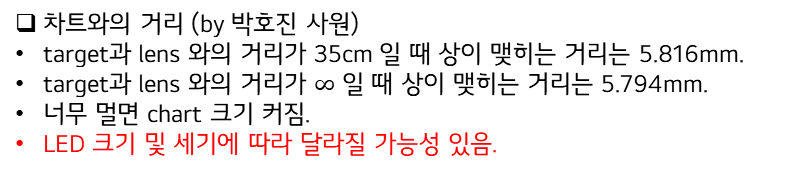 ❑ 차트와의 거리 (by 박호진 사원)
• target과 lens 와의 거리가 35cm 일 때 상이 맺히는 거리는 5.816mm.
• target과 lens 와의 거리가 ∞ 일 때 상이 맺히는 거리는 5.794mm.
• 너무 멀면 chart 크기 커짐.
• LED 크기 및 세기에 따라 달라질 가능성 있음.